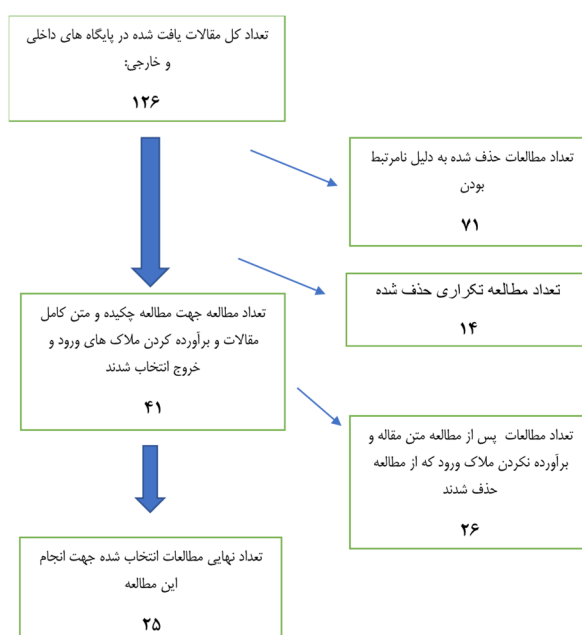 تعداد کل مقالات یافت شده در پایگاه های داخلی
و خارجی:
۱۲۶
تعداد مطالعات حذف شده به دلیل نامرتبط
بودن
۷۱
تعداد مطالعه تکراری حذف شده
۱۴
تعداد مطالعه جهت مطالعه چکیده و متن کامل
مقالات و برآورده کردن ملاک های ورود و
خروج انتخاب شدند
۴۱
تعداد مطالعات پس از مطالعه متن مقاله و
برآورده نکردن ملاک ورود که از مطالعه
حذف شدند
۲۶
تعداد نهایی مطالعات انتخاب شده جهت انجام
این مطالعه
۲۵